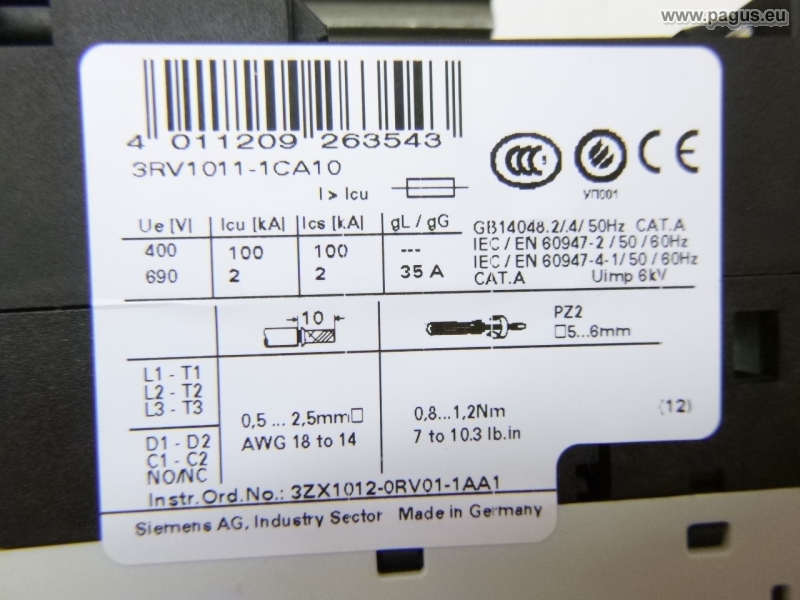 www.pagus.eu
4 011209 263543
3RV1011-1CA10
I > Icu
CCC
УП001
CE
Ue [V] Icu [kA] Ics [kA] gL / gG
400 100 100 ---
690 2 2 35 A
GB14048.2/.4/ 50Hz CAT.A
IEC / EN 60947-2 / 50 / 60Hz
IEC / EN 60947-4-1/ 50 / 60Hz
CAT.A Uimp 6kV
10
PZ2
□5...6mm
L1 - T1
L2 - T2
L3 - T3
D1 - D2
C1 - C2
NO/NC
0,5 ... 2,5mm□
AWG 18 to 14
0,8...1,2Nm
7 to 10.3 lb.in
(12)
Instr.Ord.No.: 3ZX1012-0RV01-1AA1
Siemens AG, Industry Sector Made in Germany